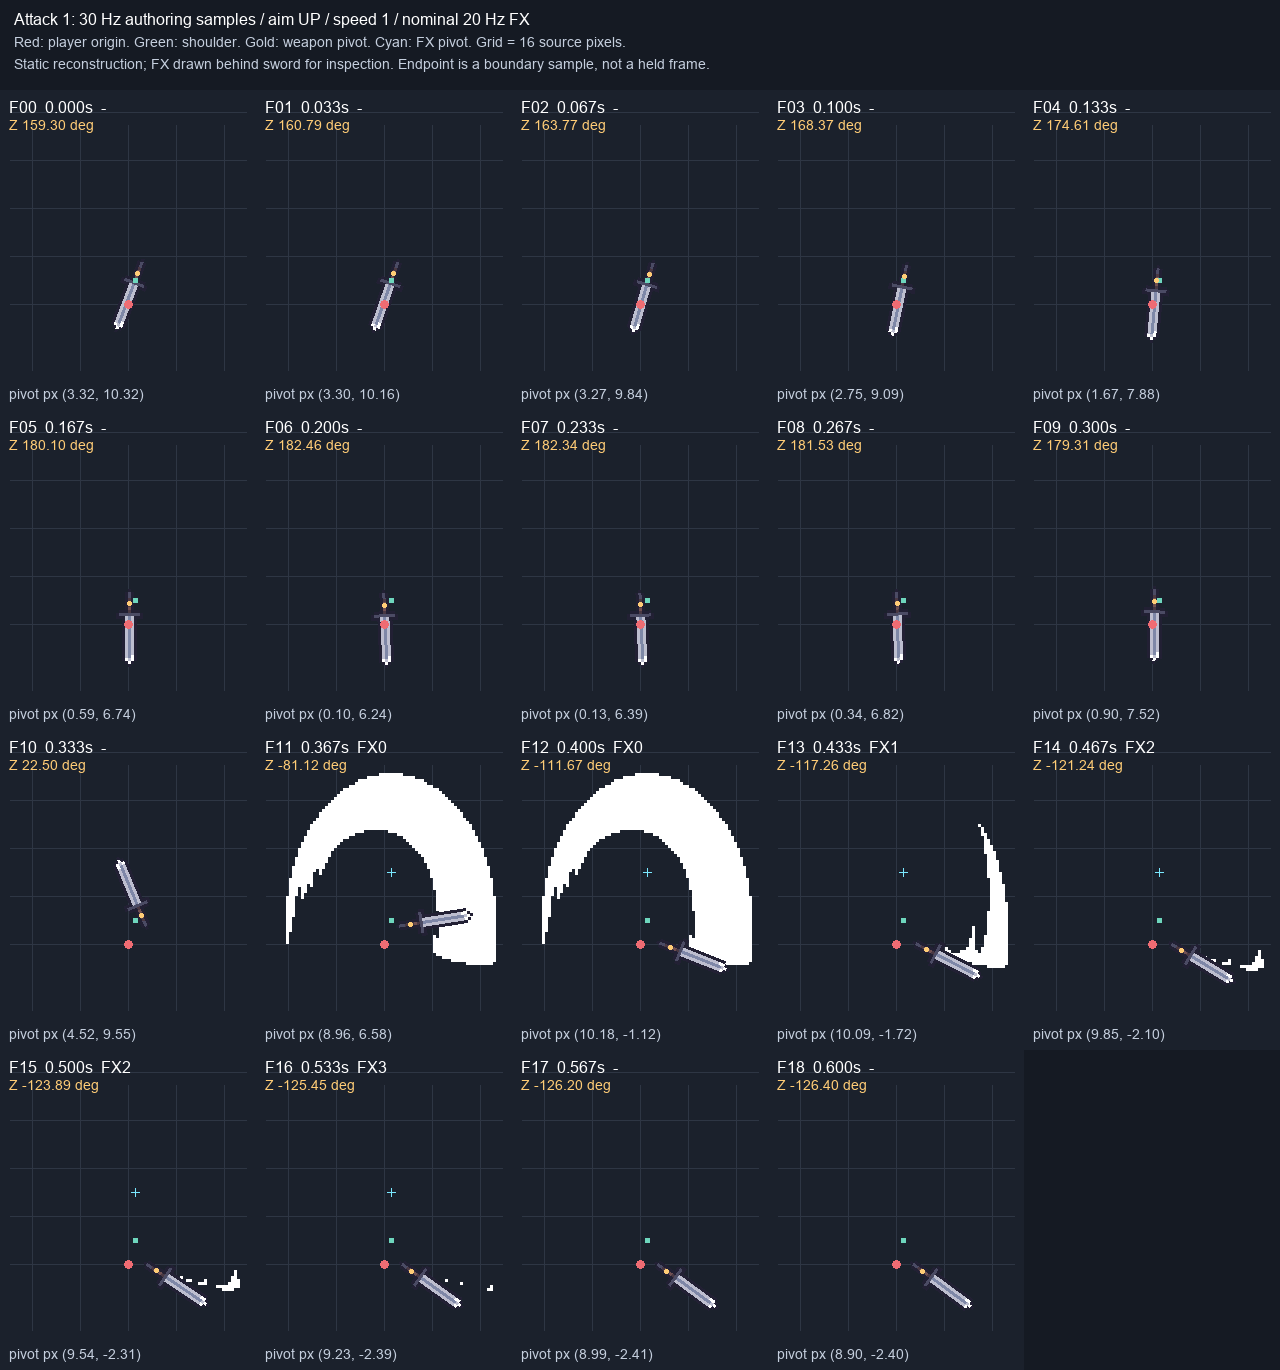 Attack 1: 30 Hz authoring samples / aim UP / speed 1 / nominal 20 Hz FX
Red: player origin. Green: shoulder. Gold: weapon pivot. Cyan: FX pivot. Grid = 16 source pixels.
Static reconstruction; FX drawn behind sword for inspection. Endpoint is a boundary sample, not a held frame.
F00 0.000s -
Z 159.30 deg
pivot px (3.32, 10.32)
F01 0.033s -
Z 160.79 deg
pivot px (3.30, 10.16)
F02 0.067s -
Z 163.77 deg
pivot px (3.27, 9.84)
F03 0.100s -
Z 168.37 deg
pivot px (2.75, 9.09)
F04 0.133s -
Z 174.61 deg
pivot px (1.67, 7.88)
F05 0.167s -
Z 180.10 deg
pivot px (0.59, 6.74)
F06 0.200s -
Z 182.46 deg
pivot px (0.10, 6.24)
F07 0.233s -
Z 182.34 deg
pivot px (0.13, 6.39)
F08 0.267s -
Z 181.53 deg
pivot px (0.34, 6.82)
F09 0.300s -
Z 179.31 deg
pivot px (0.90, 7.52)
F10 0.333s -
Z 22.50 deg
pivot px (4.52, 9.55)
F11 0.367s FX0
Z -81.12 deg
pivot px (8.96, 6.58)
F12 0.400s FX0
Z -111.67 deg
pivot px (10.18, -1.12)
F13 0.433s FX1
Z -117.26 deg
pivot px (10.09, -1.72)
F14 0.467s FX2
Z -121.24 deg
pivot px (9.85, -2.10)
F15 0.500s FX2
Z -123.89 deg
pivot px (9.54, -2.31)
F16 0.533s FX3
Z -125.45 deg
pivot px (9.23, -2.39)
F17 0.567s -
Z -126.20 deg
pivot px (8.99, -2.41)
F18 0.600s -
Z -126.40 deg
pivot px (8.90, -2.40)